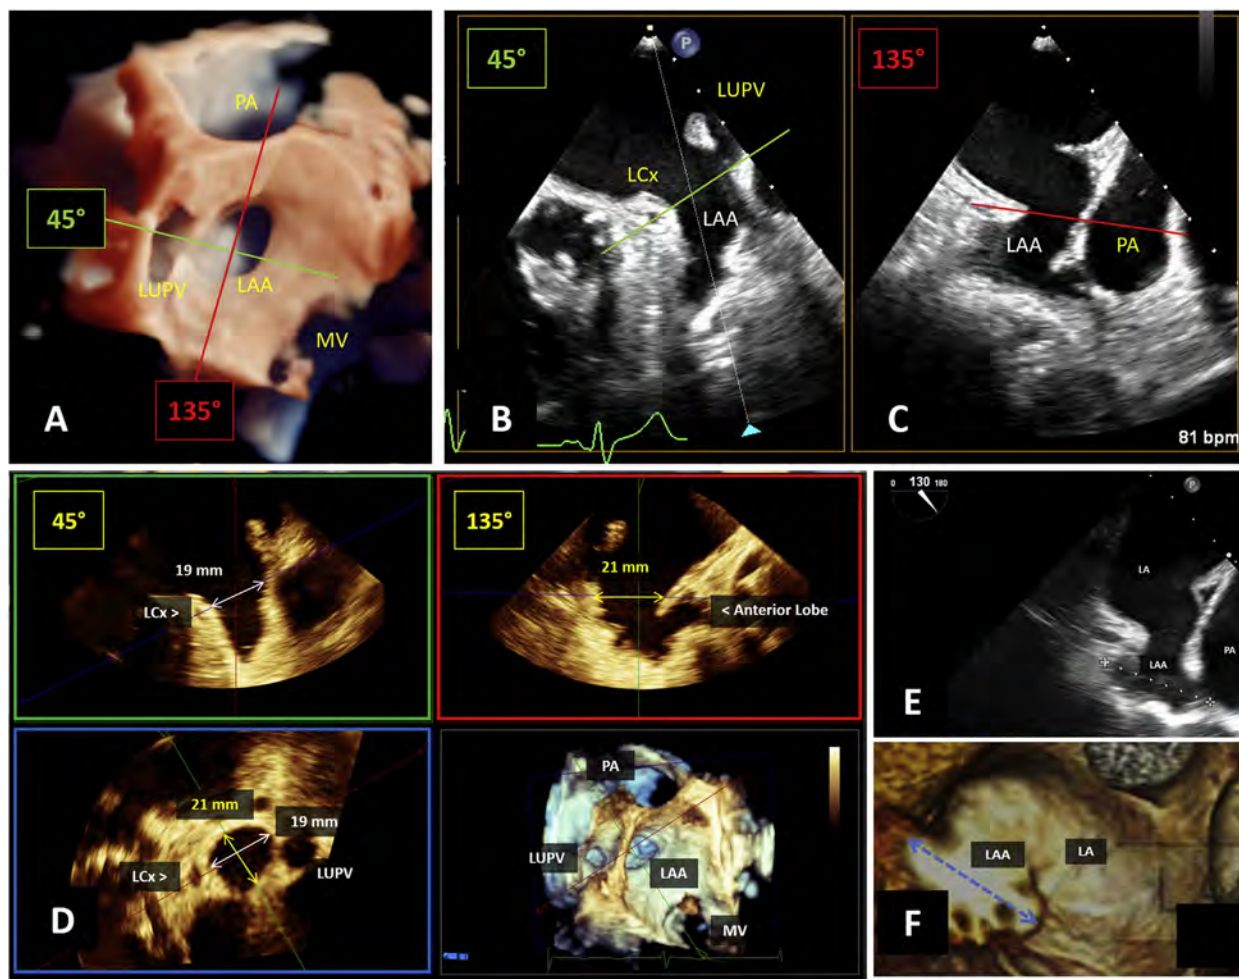 PA
45°
LUPV
LAA
MV
135°
A
45°
P
LUPV
LCx
LAA
B
135°
LAA
PA
C
81 bpm
45°
19 mm
LCx >
135°
21 mm
< Anterior Lobe
21 mm
19 mm
LCx >
LUPV
D
PA
LUPV
LAA
MV
0 130 180
P
LA
LAA
PA
E
LAA
LA
F